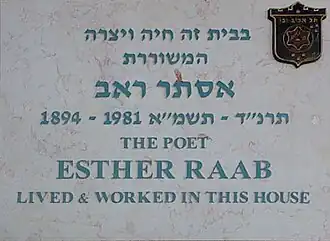 בבית זה חיה ויצרה
המשוררת
אסתר ראב
תרנ״ד - תשמ״א 1981 - 1894
THE POET
ESTHER RAAB
LIVED & WORKED IN THIS HOUSE